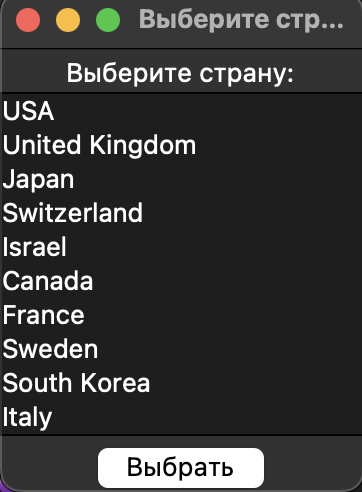 Выберите стр...
Выберите страну:
USA
United Kingdom
Japan
Switzerland
Israel
Canada
France
Sweden
South Korea
Italy
Выбрать